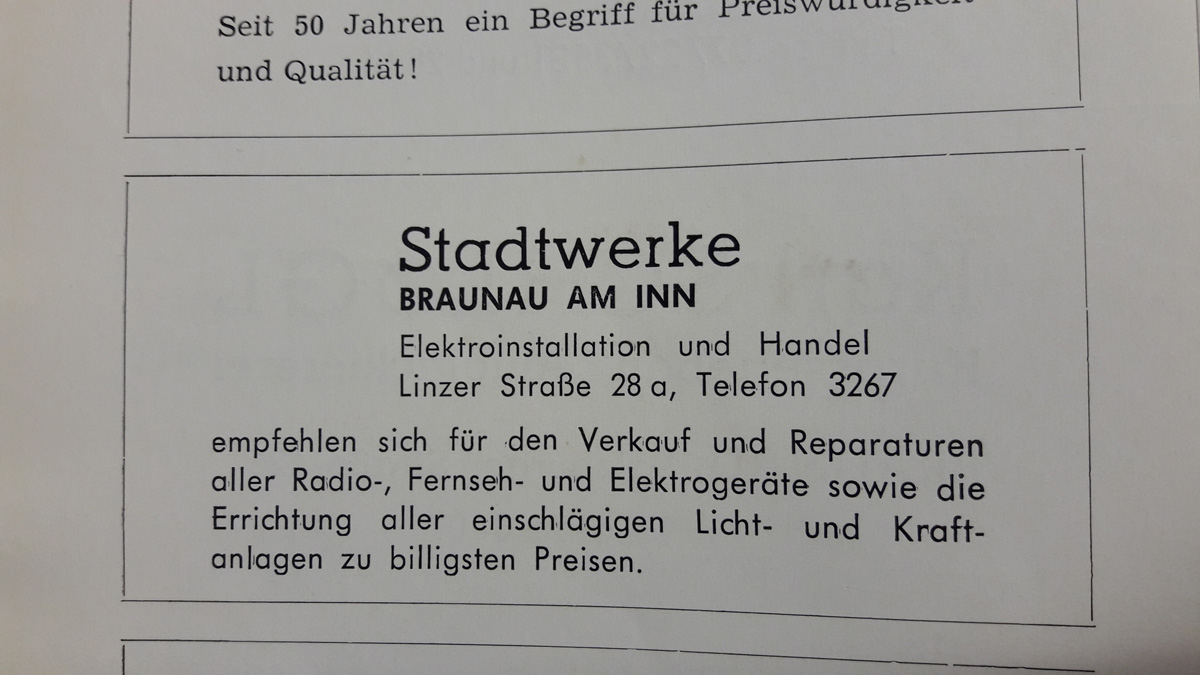 Seit 50 Jahren ein Begriff für Preiswürdigkeit
und Qualität!
Stadtwerke
BRAUNAU AM INN
Elektroinstallation und Handel
Linzer Straße 28 a, Telefon 3267
empfehlen sich für den Verkauf und Reparaturen
aller Radio-, Fernseh- und Elektrogeräte sowie die
Errichtung aller einschlägigen Licht- und Kraft-
anlagen zu billigsten Preisen.